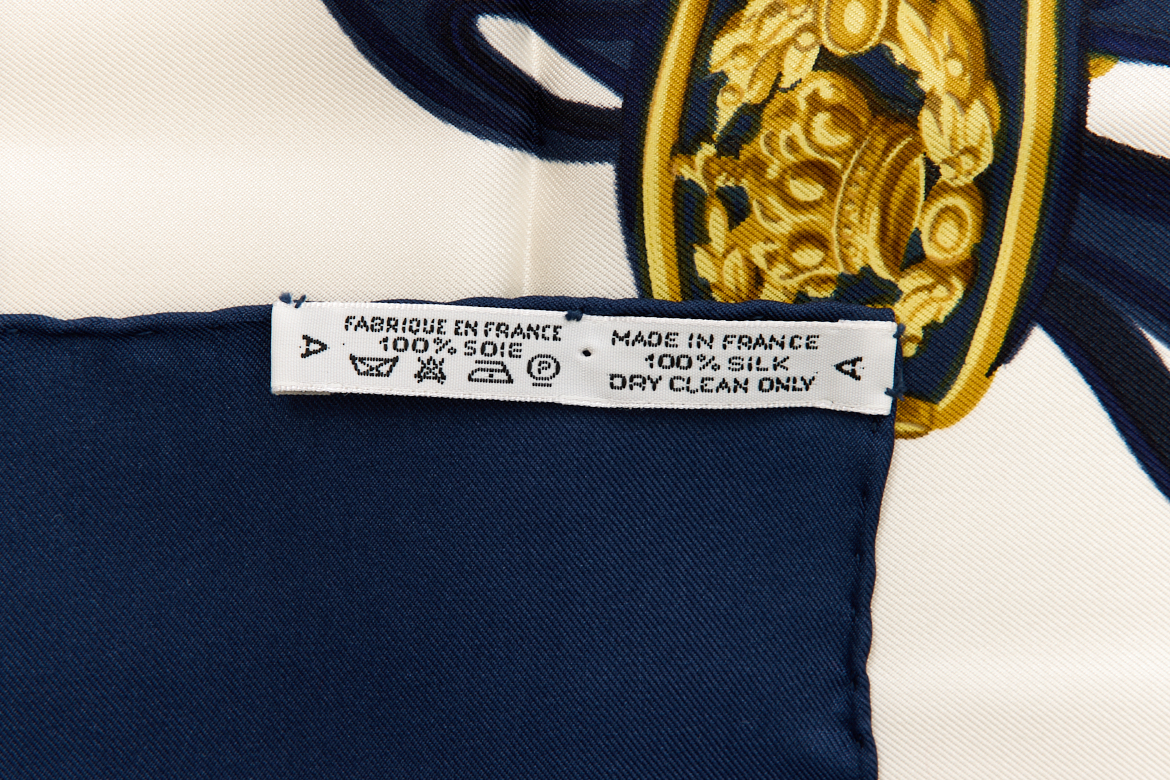 A
FABRIQUE EN FRANCE
100% SOIE
P
MADE IN FRANCE
100% SILK
DRY CLEAN ONLY
A